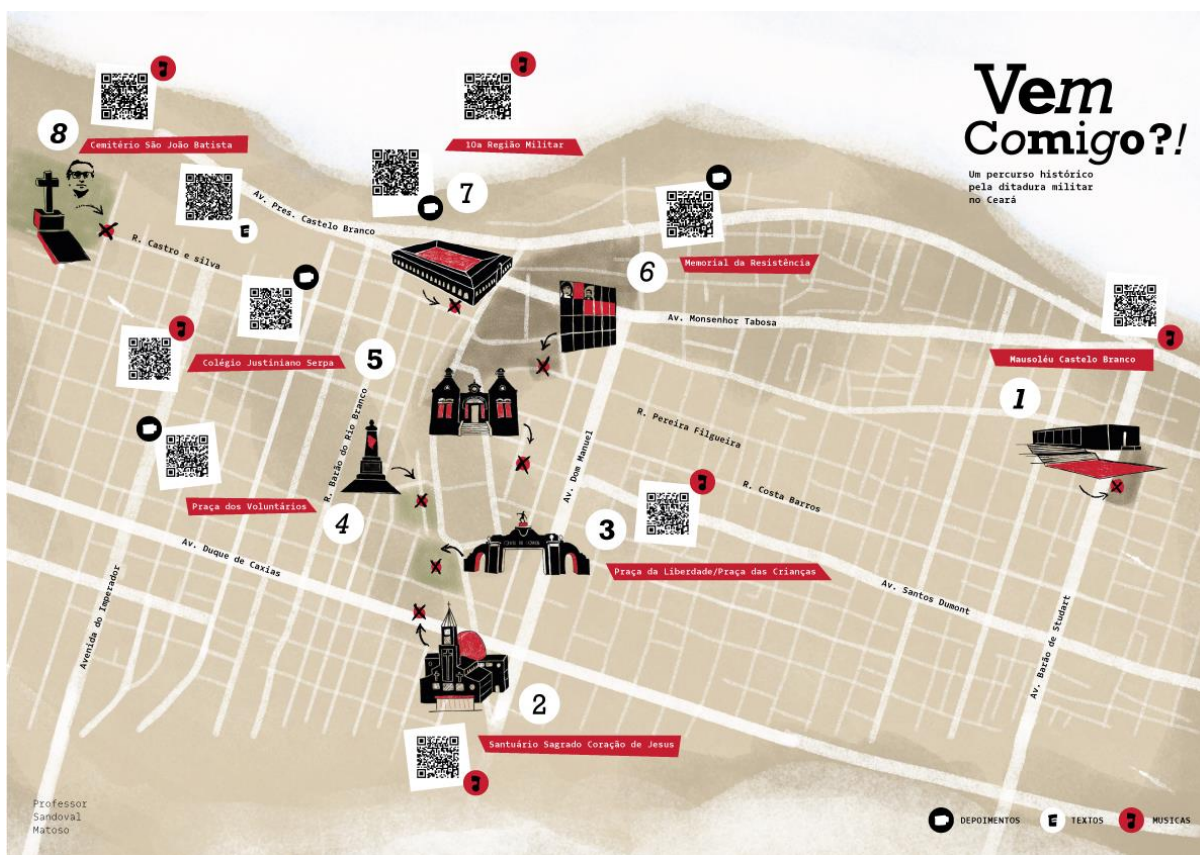 Vem
Comigo?!
Um percurso histórico
pela ditadura militar
no Ceará
8
Cemitério São João Batista
10a Região Militar
7
Av. Pres. Castelo Branco
R. Castro e silva
6
Memorial da Resistência
Av. Monsenhor Tabosa
Mausoléu Castelo Branco
1
Colégio Justiniano Serpa
5
R. Barão do Rio Branco
R. Pereira Filgueira
Av. Dom Manuel
R. Costa Barros
Praça dos Voluntários
4
3
Praça da Liberdade/Praça das Crianças
Av. Duque de Caxias
Av. Santos Dumont
Avenida do Imperador
Av. Barão de Studart
2
Santuário Sagrado Coração de Jesus
Professor
Sandoval
Matoso
DEPOIMENTOS
TEXTOS
MUSICAS